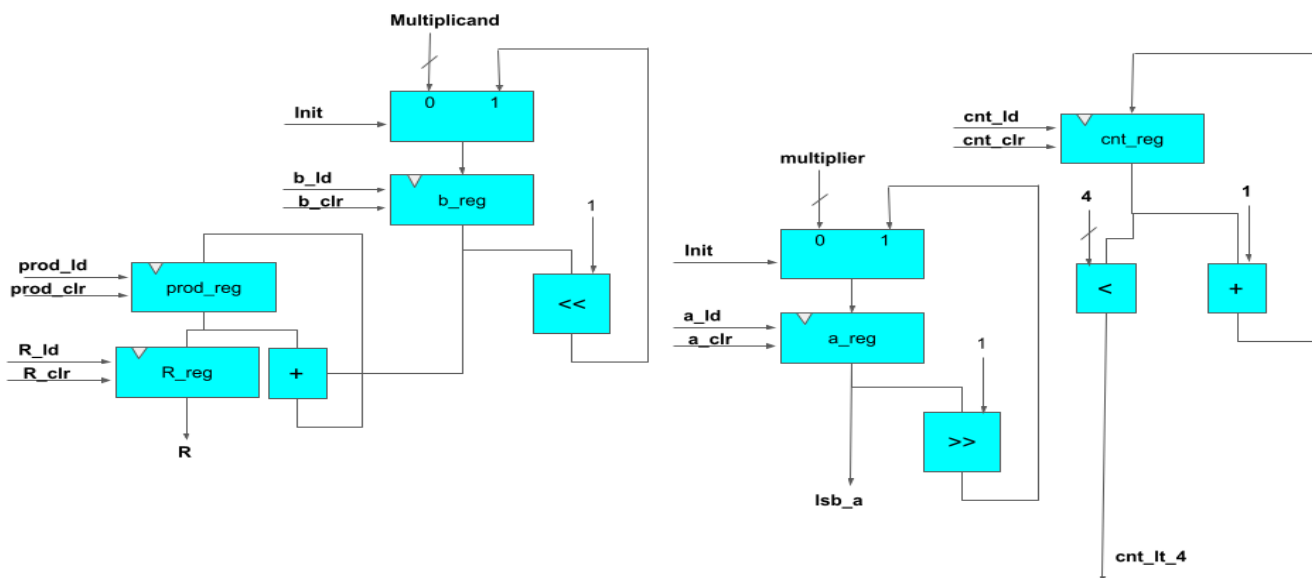 Multiplicand
1
0 1
Init
b_ld
b_clr
b_reg
1
<<
prod_ld
prod_clr
prod_reg
R_ld
R_clr
R_reg
+
R
multiplier
0 1
Init
a_ld
a_clr
a_reg
1
>>
lsb_a
cnt_ld
cnt_clr
cnt_reg
4
1
<
+
cnt_lt_4